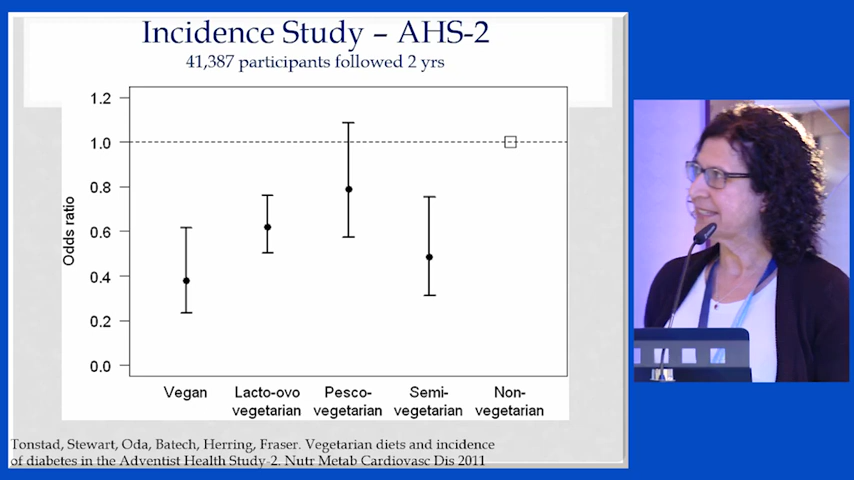 Incidence Study – AHS-2
41,387 participants followed 2 yrs
1.2
1.0
0.8
0.6
0.4
0.2
0.0
Odds ratio
Vegan
Lacto-ovo
vegetarian
Pesco-
vegetarian
Semi-
vegetarian
Non-
vegetarian
Tonstad, Stewart, Oda, Batech, Herring, Fraser. Vegetarian diets and incidence
of diabetes in the Adventist Health Study-2. Nutr Metab Cardiovasc Dis 2011